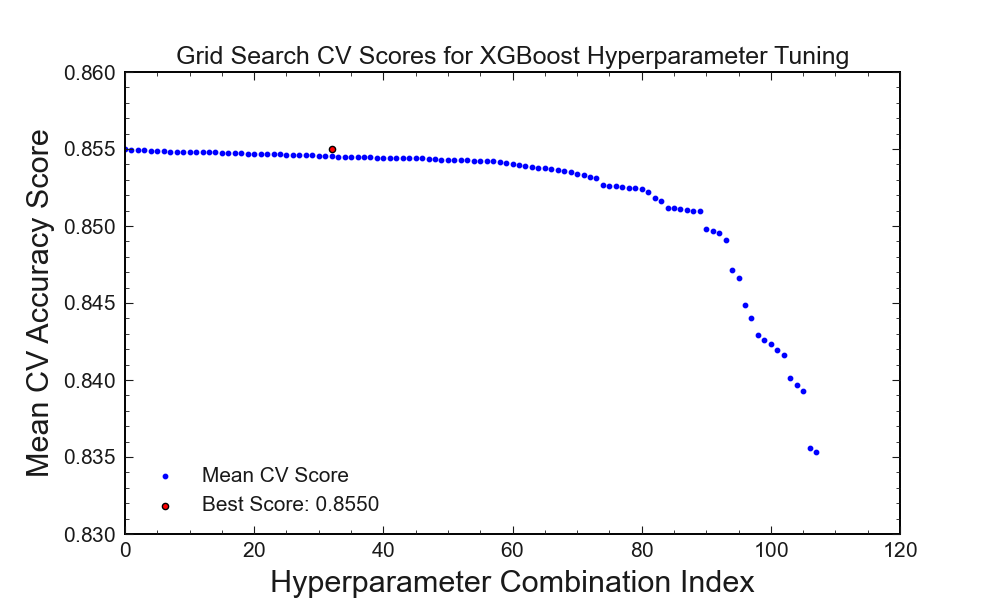 Grid Search CV Scores for XGBoost Hyperparameter Tuning
0.860
0.855
0.850
0.845
0.840
0.835
0.830
Mean CV Accuracy Score
Mean CV Score
Best Score: 0.8550
0 20 40 60 80 100 120
Hyperparameter Combination Index